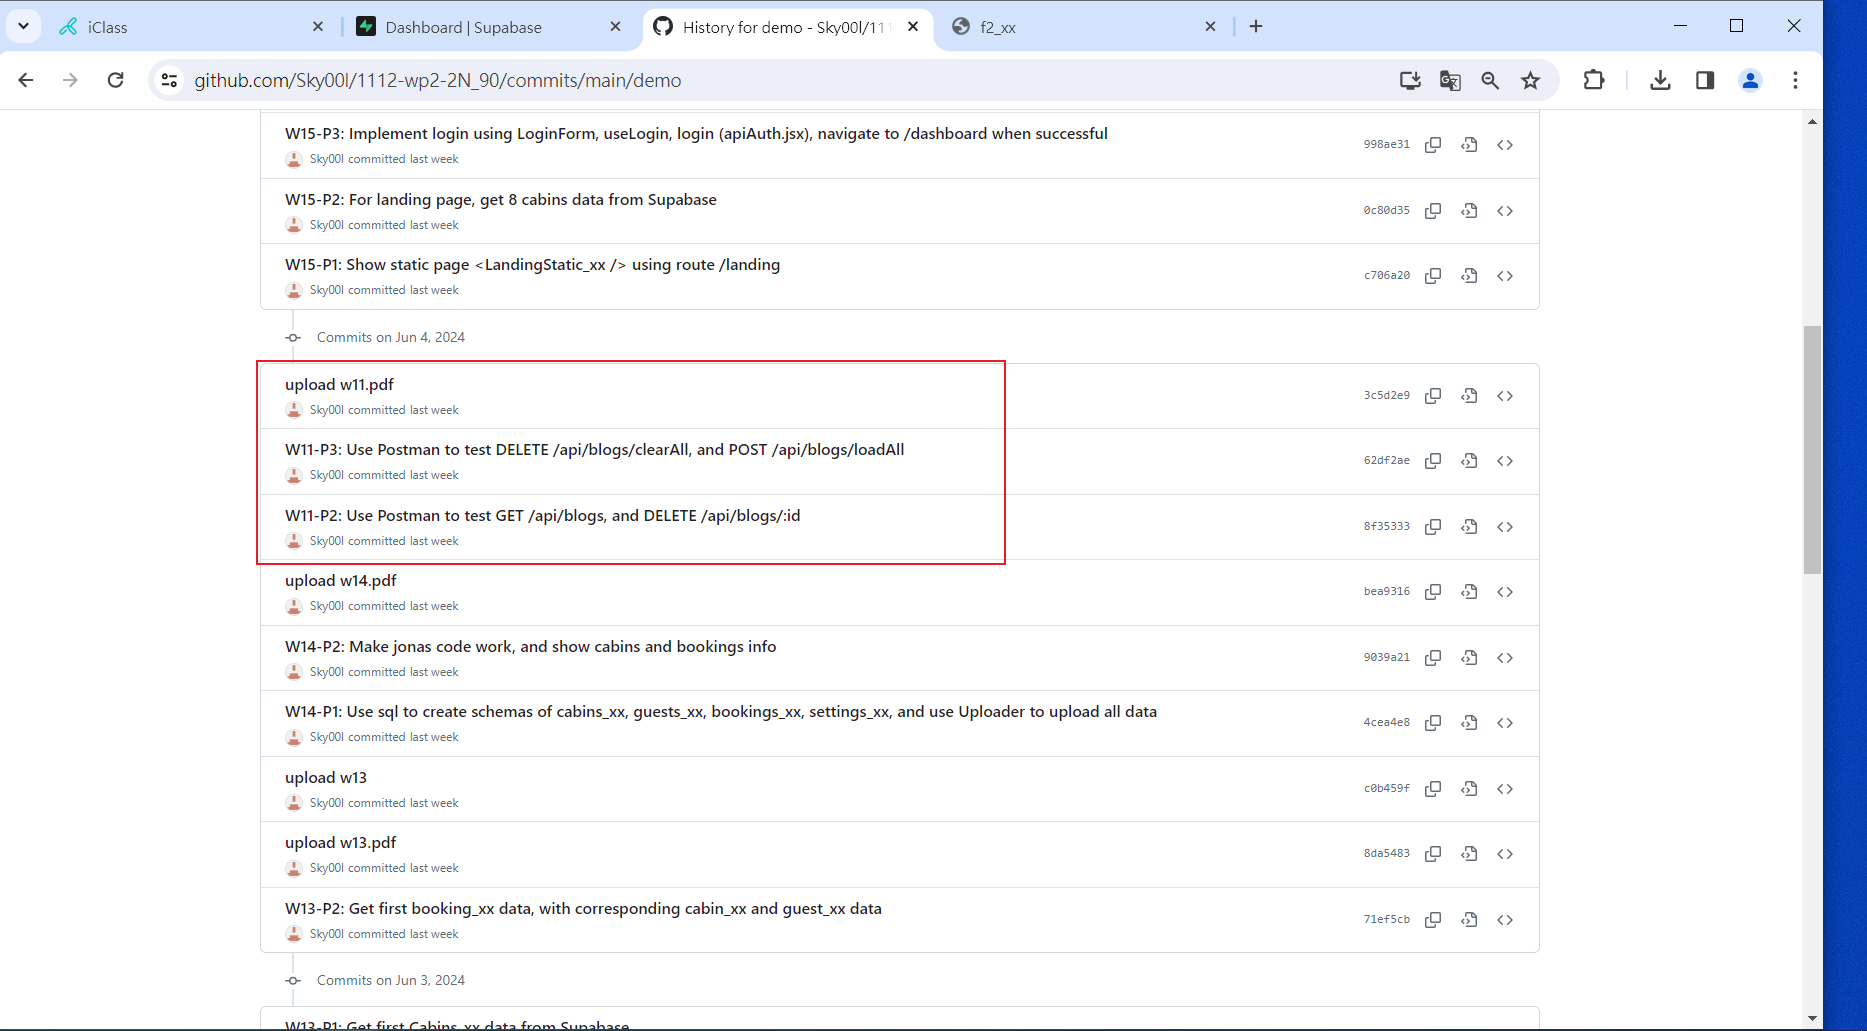 iClass
Dashboard | Supabase
History for demo - Sky00l/111
f2_xx
github.com/Sky00l/1112-wp2-2N_90/commits/main/demo
W15-P3: Implement login using LoginForm, useLogin, login (apiAuth.jsx), navigate to /dashboard when successful
998ae31
Sky00l committed last week
W15-P2: For landing page, get 8 cabins data from Supabase
0c80d35
Sky00l committed last week
W15-P1: Show static page <LandingStatic_xx /> using route /landing
c706a20
Sky00l committed last week
Commits on Jun 4, 2024
upload w11.pdf
3c5d2e9
Sky00l committed last week
W11-P3: Use Postman to test DELETE /api/blogs/clearAll, and POST /api/blogs/loadAll
62df2ae
Sky00l committed last week
W11-P2: Use Postman to test GET /api/blogs, and DELETE /api/blogs/:id
8f35333
Sky00l committed last week
upload w14.pdf
bea9316
Sky00l committed last week
W14-P2: Make jonas code work, and show cabins and bookings info
9039a21
Sky00l committed last week
W14-P1: Use sql to create schemas of cabins_xx, guests_xx, bookings_xx, settings_xx, and use Uploader to upload all data
4cea4e8
Sky00l committed last week
upload w13
c0b459f
Sky00l committed last week
upload w13.pdf
8da5483
Sky00l committed last week
W13-P2: Get first booking_xx data, with corresponding cabin_xx and guest_xx data
71ef5cb
Sky00l committed last week
Commits on Jun 3, 2024
W13-P1: Get first Cabins_xx data from Supabase